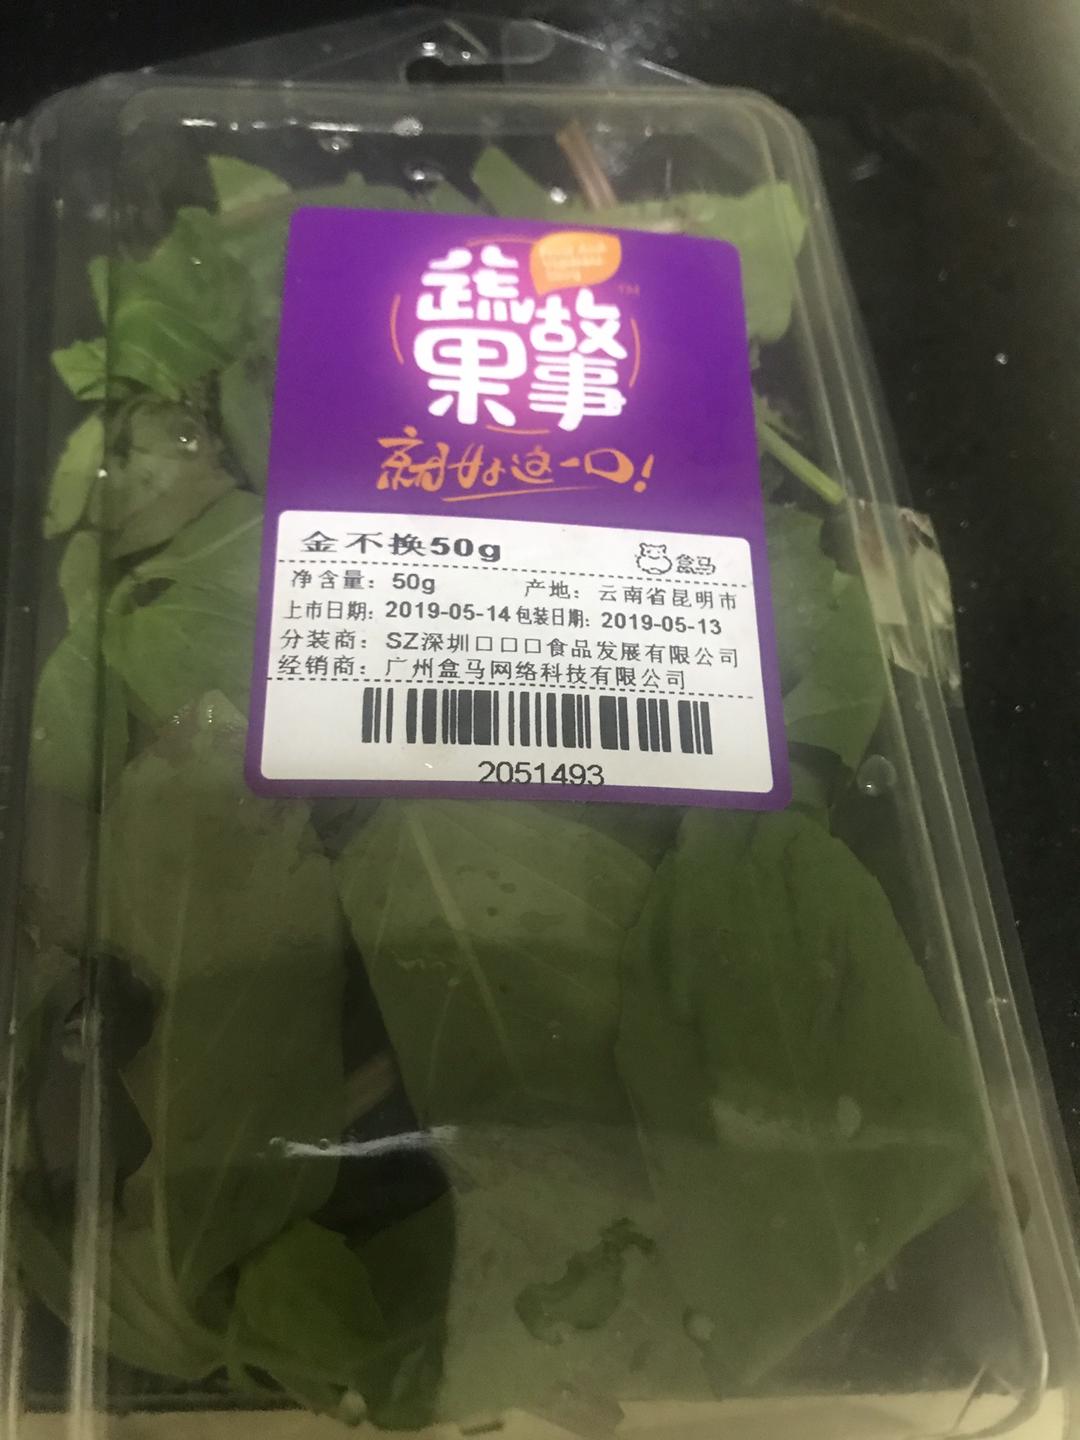 蔬果故事
TM
就好这一口!
金不换50g
盒马
净含量: 50g 产地: 云南省昆明市
上市日期: 2019-05-14 包装日期: 2019-05-13
分装商: SZ深圳口口口食品发展有限公司
经销商: 广州盒马网络科技有限公司
2051493